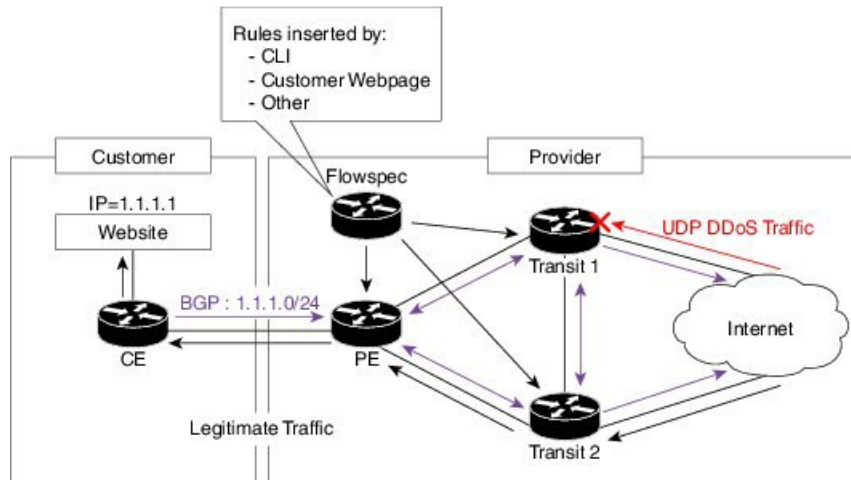 Rules inserted by:
- CLI
- Customer Webpage
- Other
Customer
Provider
Flowspec
IP=1.1.1.1
Website
UDP DDoS Traffic
Transit 1
BGP : 1.1.1.0/24
Internet
CE
PE
Legitimate Traffic
Transit 2